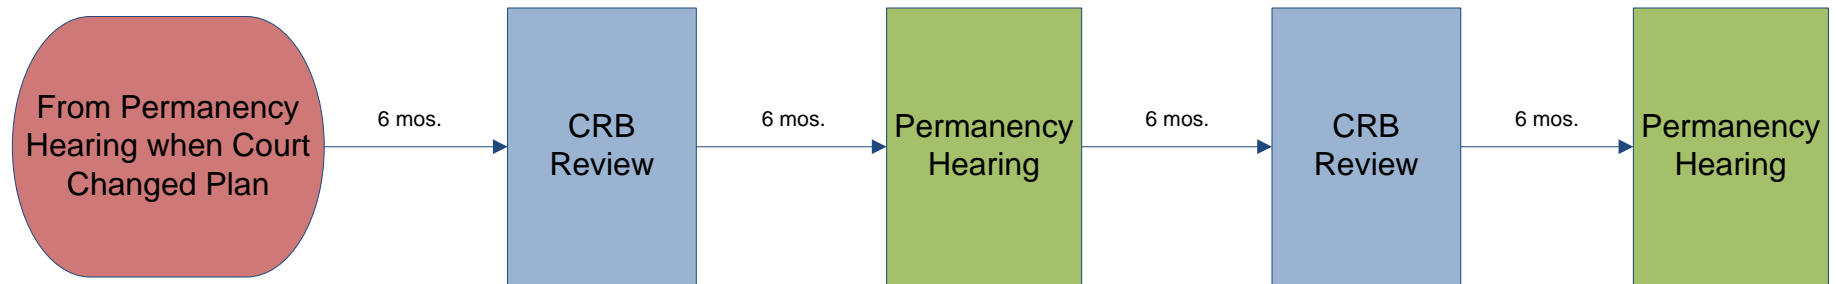 From Permanency
Hearing when Court
Changed Plan
6 mos.
CRB
Review
6 mos.
Permanency
Hearing
6 mos.
CRB
Review
6 mos.
Permanency
Hearing